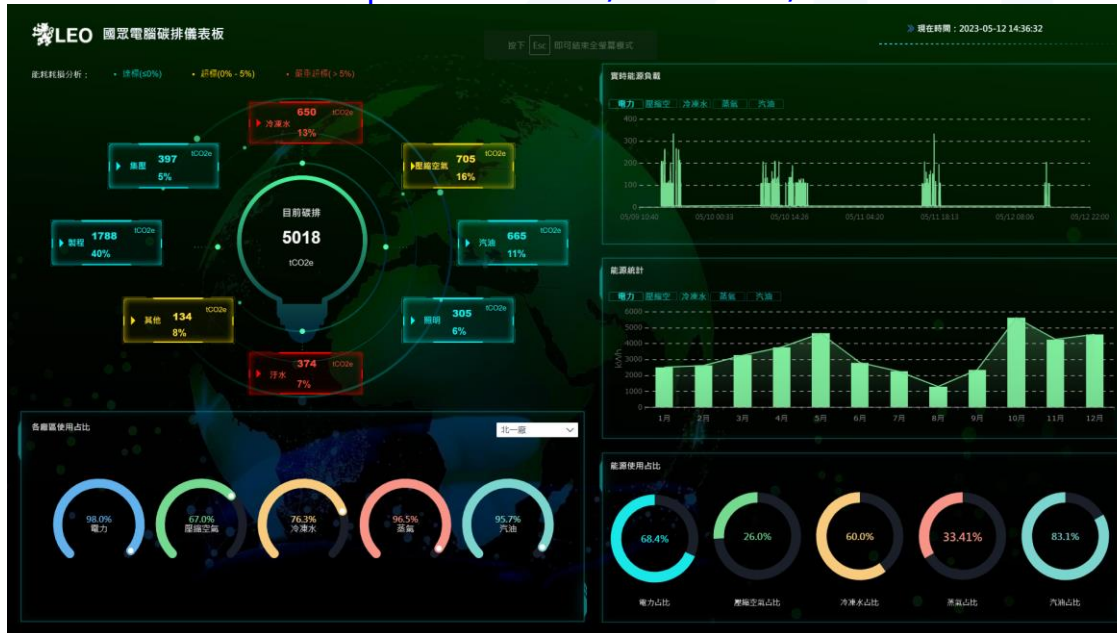 LEO 國眾電腦碳排儀表板
按下 Esc 即可結束全螢幕模式
現在時間：2023-05-12 14:36:32
能耗耗損分析：
達標(≤0%)
超標(0% - 5%)
嚴重超標(> 5%)
冷凍水 650 tCO2e
13%
焦壓 397 tCO2e
5%
壓縮空氣 705 tCO2e
16%
製程 1788 tCO2e
40%
目前碳排
5018
tCO2e
汽油 665 tCO2e
11%
其他 134 tCO2e
8%
照明 305 tCO2e
6%
汙水 374 tCO2e
7%
實時能源負載
電力 壓縮空 冷凍水 蒸氣 汽油
400
300
200
100
0
05/09 10:40 05/10 00:33 05/10 14:26 05/11 04:20 05/11 18:13 05/12 08:06 05/12 22:00
能源統計
電力 壓縮空 冷凍水 蒸氣 汽油
kWh
6000
5000
4000
3000
2000
1000
0
1月 2月 3月 4月 5月 6月 7月 8月 9月 10月 11月 12月
各廠區使用占比
北一廠
98.0%
電力
67.0%
壓縮空氣
76.3%
冷凍水
96.5%
蒸氣
95.7%
汽油
能源使用占比
68.4%
26.0%
60.0%
33.41%
83.1%
電力占比 壓縮空氣占比 冷凍水占比 蒸氣占比 汽油占比